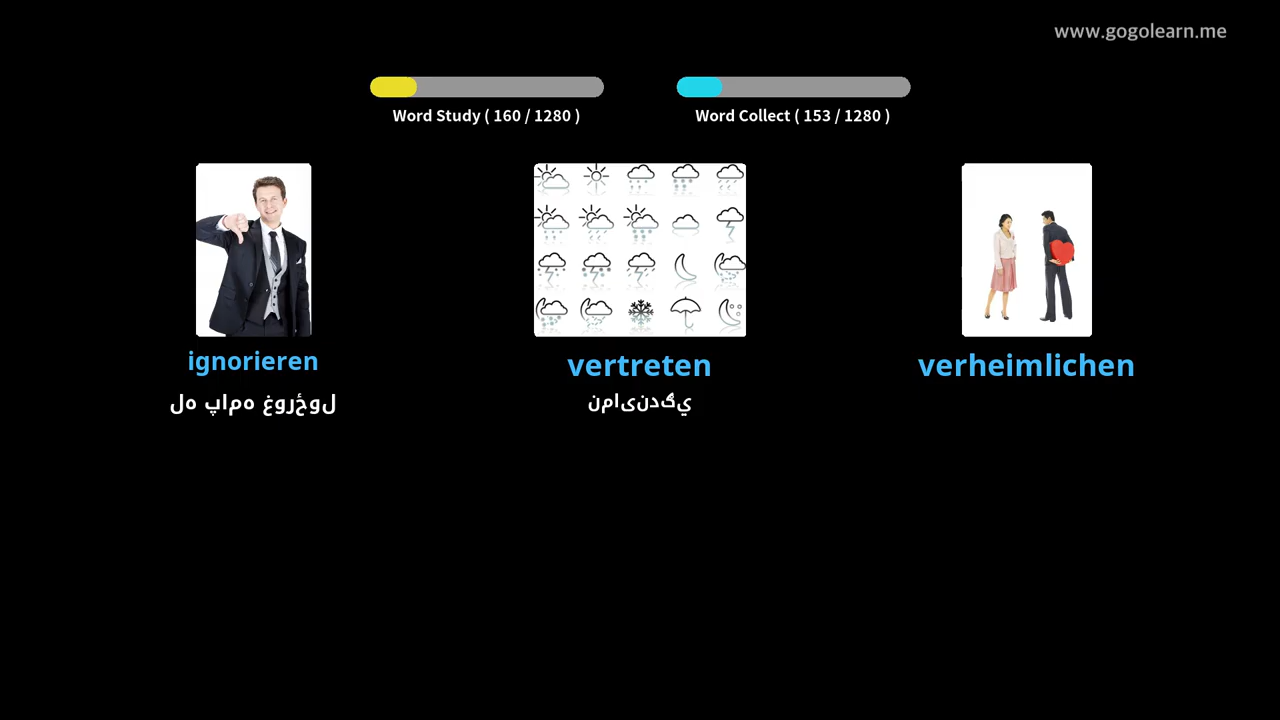 www.gogolearn.me
Word Study ( 160 / 1280 )
Word Collect ( 153 / 1280 )
ignorieren
vertreten
verheimlichen
له پامه غورځول
نمایندګي